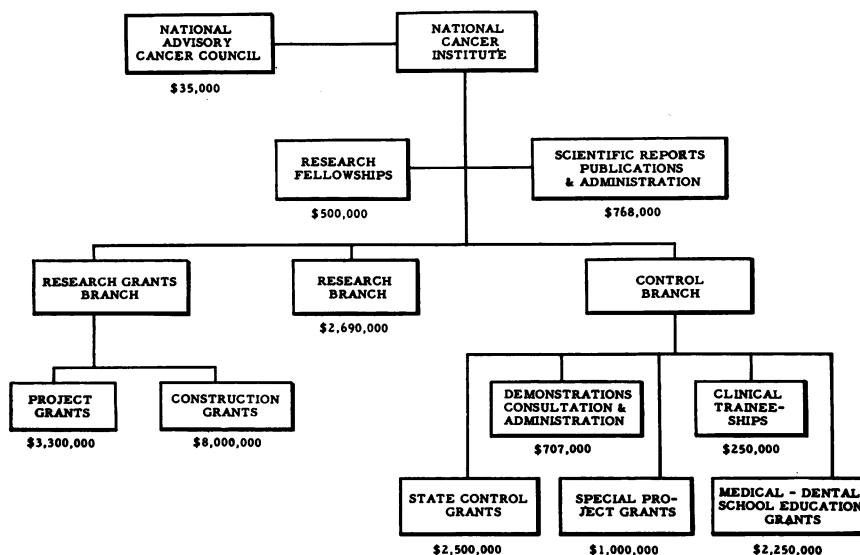 NATIONAL
ADVISORY
CANCER COUNCIL
$35,000
NATIONAL
CANCER
INSTITUTE
RESEARCH
FELLOWSHIPS
$500,000
SCIENTIFIC REPORTS
PUBLICATIONS
& ADMINISTRATION
$768,000
RESEARCH GRANTS
BRANCH
RESEARCH
BRANCH
$2,690,000
CONTROL
BRANCH
PROJECT
GRANTS
$3,300,000
CONSTRUCTION
GRANTS
$8,000,000
DEMONSTRATIONS
CONSULTATION &
ADMINISTRATION
$707,000
CLINICAL
TRAINEE-
SHIPS
$250,000
STATE CONTROL
GRANTS
$2,500,000
SPECIAL PRO-
JECT GRANTS
$1,000,000
MEDICAL - DENTAL
SCHOOL EDUCATION
GRANTS
$2,250,000